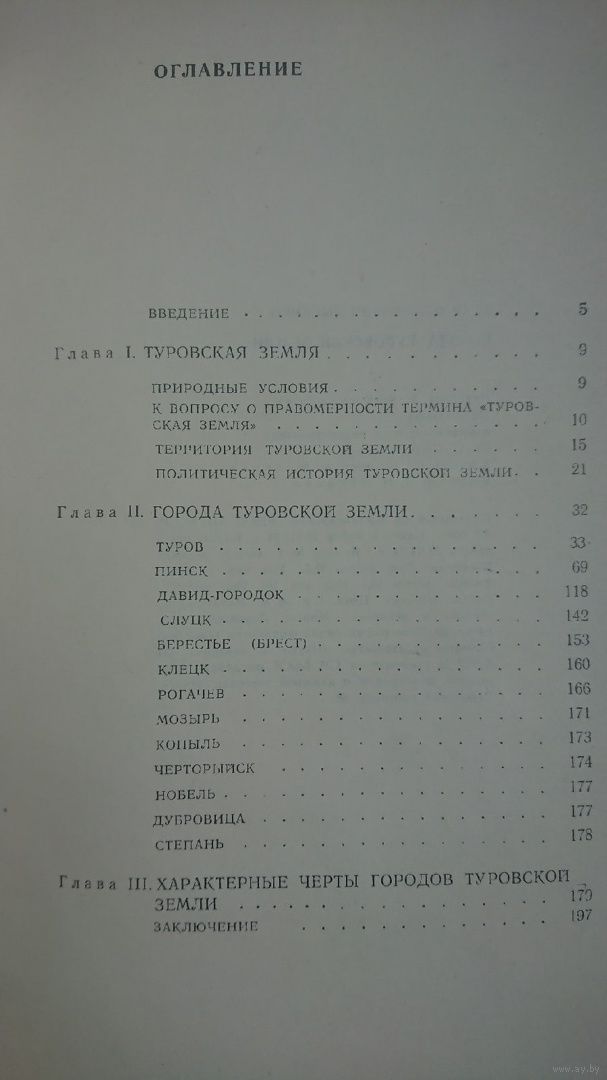 ОГЛАВЛЕНИЕ
ВВЕДЕНИЕ . . . . . . . . . . . . . . . 5
Глава I. ТУРОВСКАЯ ЗЕМЛЯ . . . . . . . . . . 9
ПРИРОДНЫЕ УСЛОВИЯ . . . . . . . . . . 9
К ВОПРОСУ О ПРАВОМЕРНОСТИ ТЕРМИНА «ТУРОВ-
СКАЯ ЗЕМЛЯ» . . . . . . . . . . . . 10
ТЕРРИТОРИЯ ТУРОВСКОЙ ЗЕМЛИ . . . . . . 15
ПОЛИТИЧЕСКАЯ ИСТОРИЯ ТУРОВСКОЙ ЗЕМЛИ . . 21
Глава II. ГОРОДА ТУРОВСКОЙ ЗЕМЛИ . . . . . . . 32
ТУРОВ . . . . . . . . . . . . . . . 33
ПИНСК . . . . . . . . . . . . . . . 69
ДАВИД-ГОРОДОК . . . . . . . . . . . . 118
СЛУЦК . . . . . . . . . . . . . . . 142
БЕРЕСТЬЕ (БРЕСТ) . . . . . . . . . . . 153
КЛЕЦК . . . . . . . . . . . . . . . 160
РОГАЧЕВ . . . . . . . . . . . . . . 166
МОЗЫРЬ . . . . . . . . . . . . . . 171
КОПЫЛЬ . . . . . . . . . . . . . . 173
ЧЕРТОРЫЙСК . . . . . . . . . . . . 174
НОБЕЛЬ . . . . . . . . . . . . . . . 177
ДУБРОВИЦА . . . . . . . . . . . . . 177
СТЕПАНЬ . . . . . . . . . . . . . . 178
Глава III. ХАРАКТЕРНЫЕ ЧЕРТЫ ГОРОДОВ ТУРОВСКОЙ
ЗЕМЛИ . . . . . . . . . . . . . . 179
ЗАКЛЮЧЕНИЕ . . . . . . . . . . . 197
www.ay.by